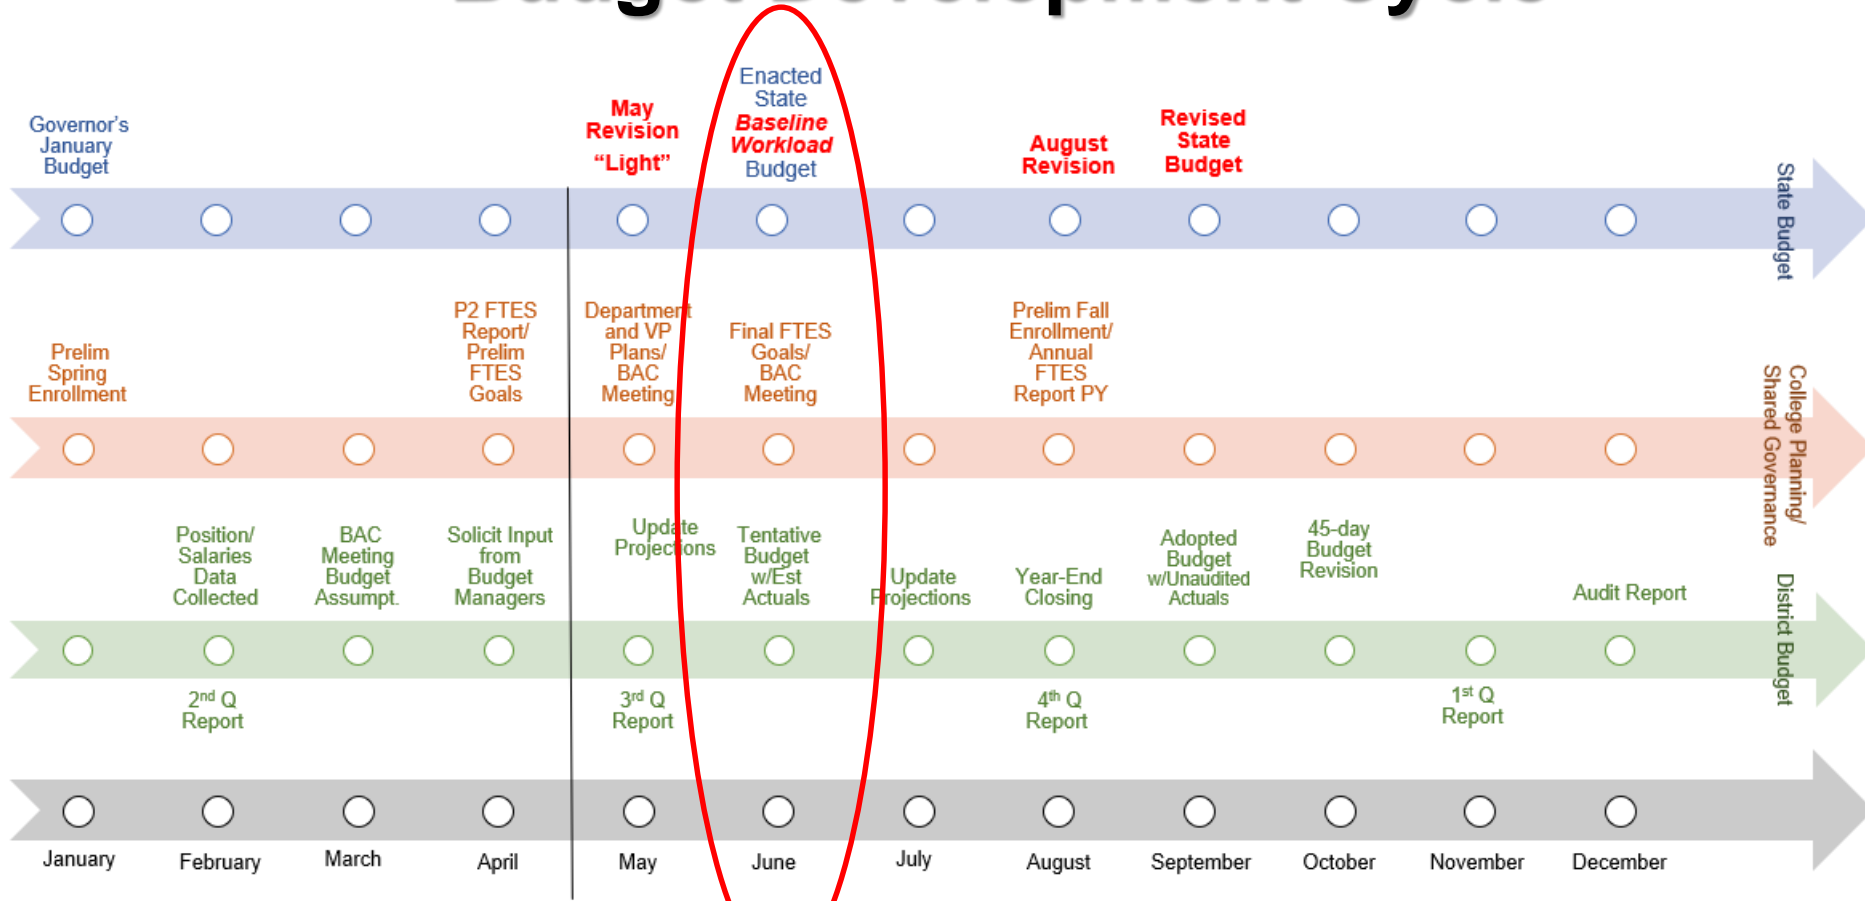 Budget Development Cycle
Governor's
January
Budget
May
Revision
“Light”
Enacted
State
Baseline
Workload
Budget
August
Revision
Revised
State
Budget
State Budget
Prelim
Spring
Enrollment
P2 FTES
Report/
Prelim
FTES
Goals
Department
and VP
Plans/
BAC
Meeting
Final FTES
Goals/
BAC
Meeting
Prelim Fall
Enrollment/
Annual
FTES
Report PY
College Planning/
Shared Governance
Position/
Salaries
Data
Collected
BAC
Meeting
Budget
Assumpt.
Solicit Input
from
Budget
Managers
Update
Projections
Tentative
Budget
w/Est
Actuals
Update
Projections
Year-End
Closing
Adopted
Budget
w/Unaudited
Actuals
45-day
Budget
Revision
Audit Report
District Budget
2nd Q
Report
3rd Q
Report
4th Q
Report
1st Q
Report
January
February
March
April
May
June
July
August
September
October
November
December